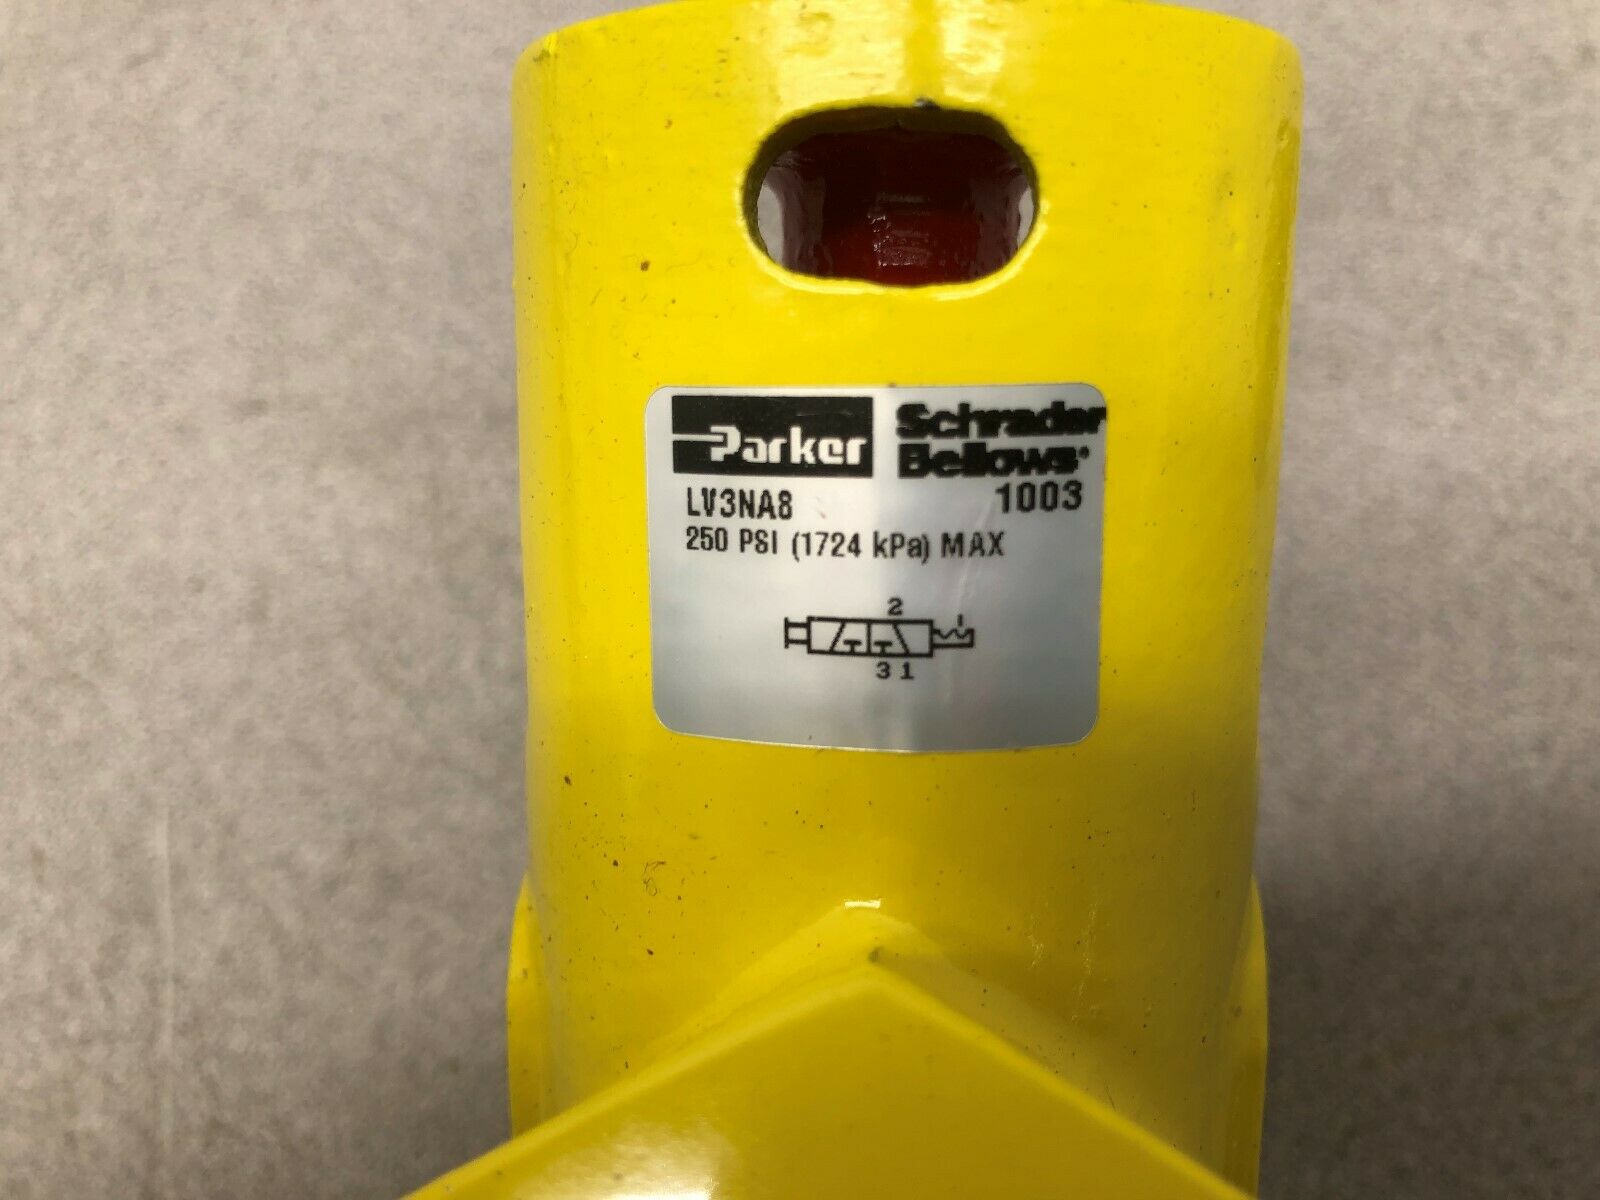 Parker Schrader
Bellows
LV3NA8 1003
250 PSI (1724 kPa) MAX
2
3 1